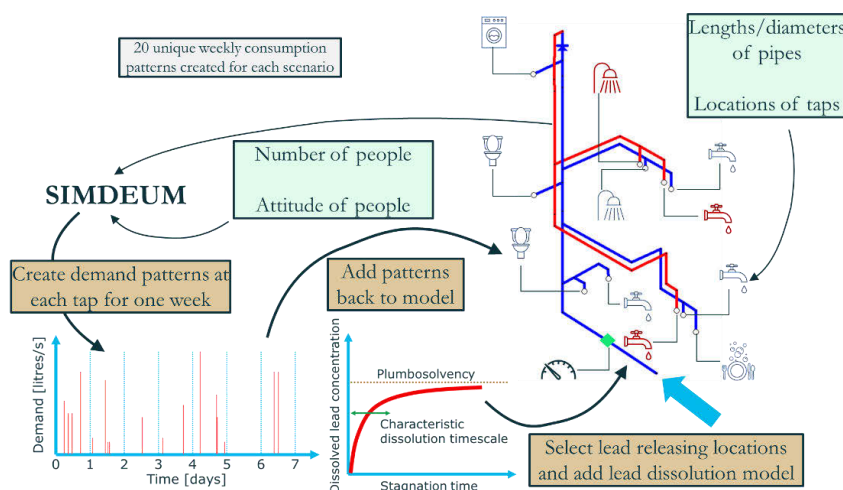 20 unique weekly consumption
patterns created for each scenario
Lengths/diameters
of pipes
Locations of taps
Number of people
Attitude of people
SIMDEUM
Create demand patterns at
each tap for one week
Add patterns
back to model
Demand [litres/s]
0 1 2 3 4 5 6 7
Time [days]
Dissolved lead concentration
Plumbosolvency
Characteristic
dissolution timescale
Stagnation time
Select lead releasing locations
and add lead dissolution model